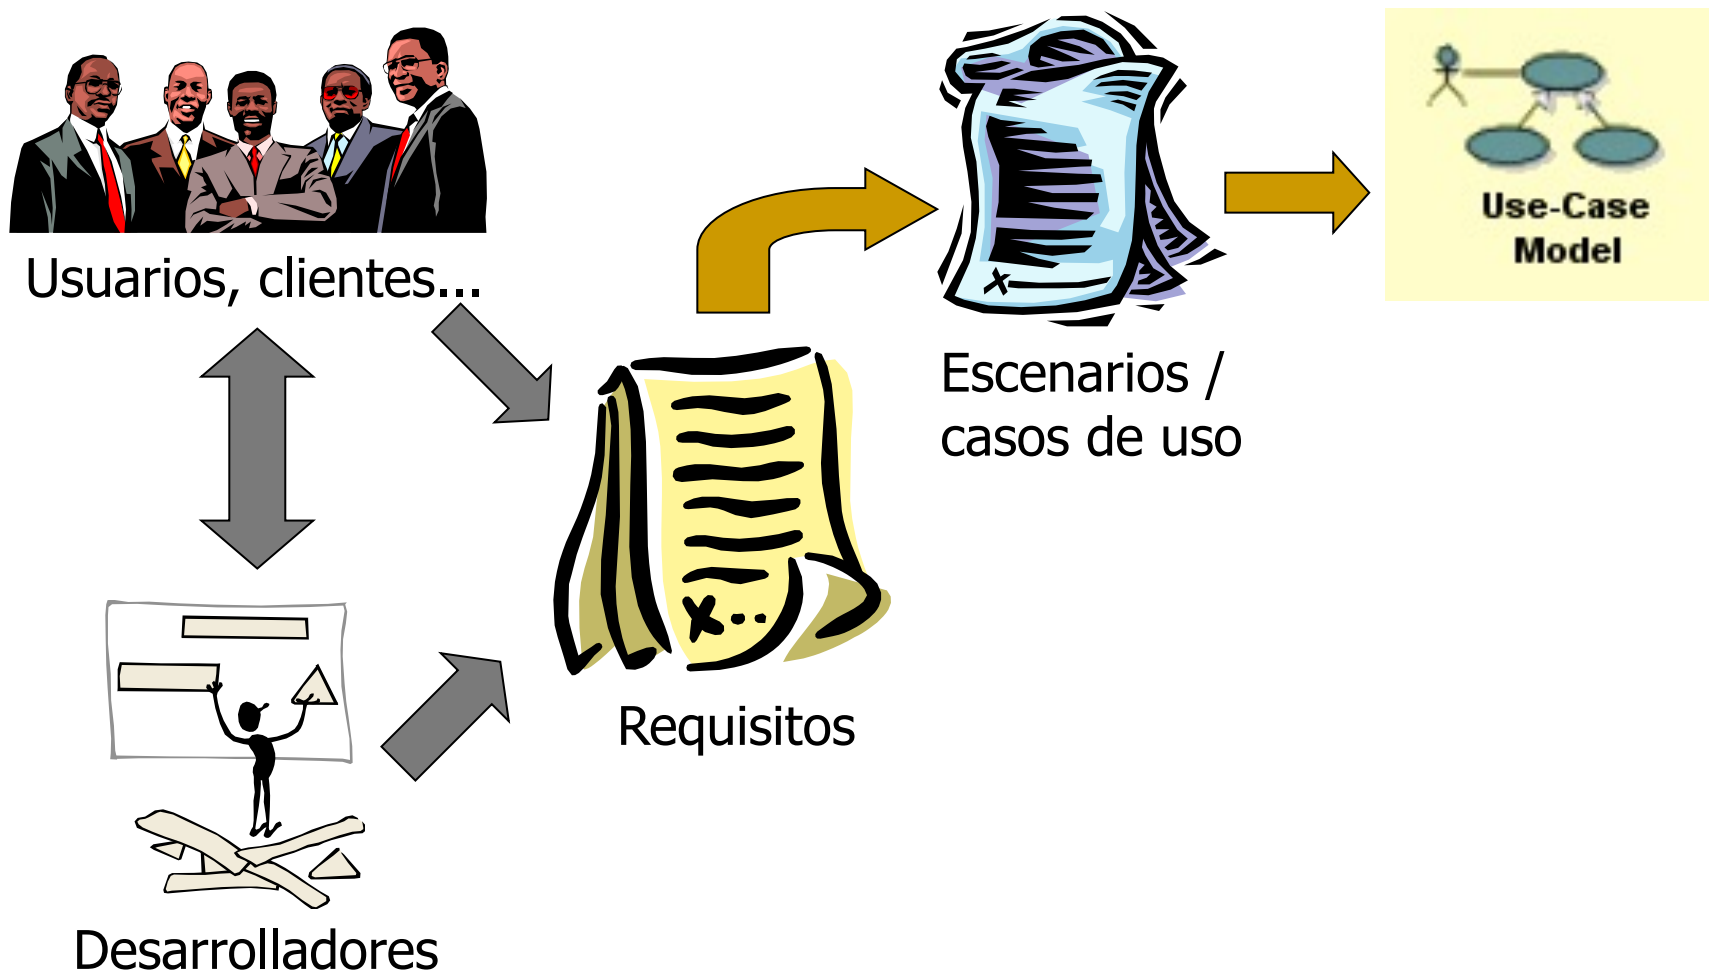 Usuarios, clientes...
Use-Case
Model
Escenarios /
casos de uso
Requisitos
Desarrolladores